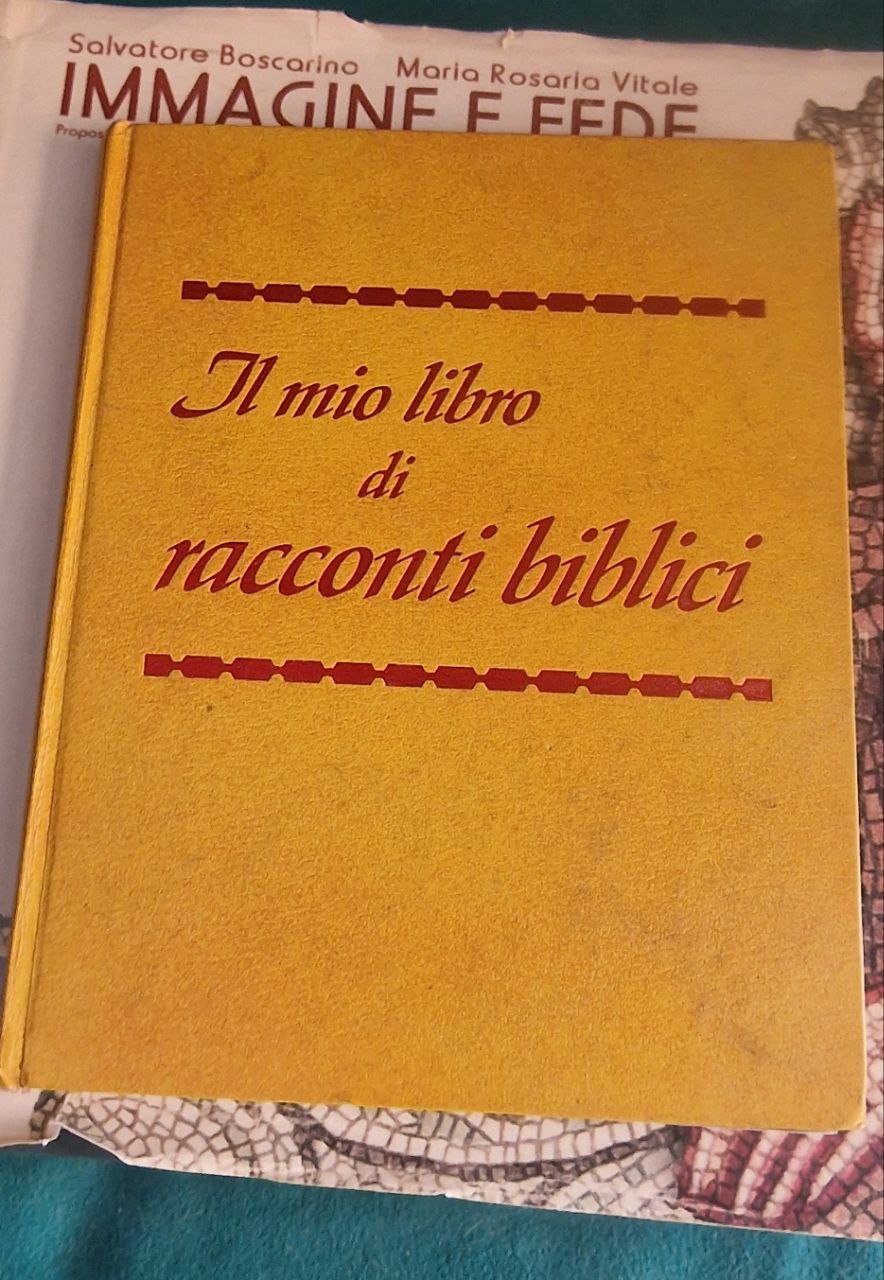 Salvatore Boscarino Maria Rosaria Vitale
IMMAGINE E FEDE
Il mio libro
di
racconti biblici